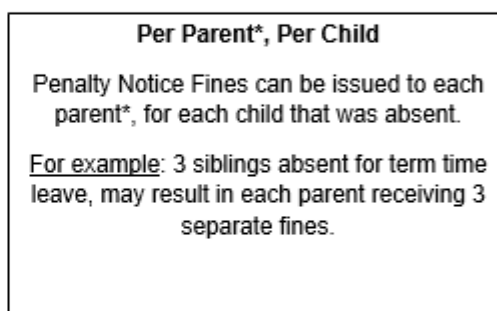 Per Parent*, Per Child
Penalty Notice Fines can be issued to each
parent*, for each child that was absent.
For example: 3 siblings absent for term time
leave, may result in each parent receiving 3
separate fines.